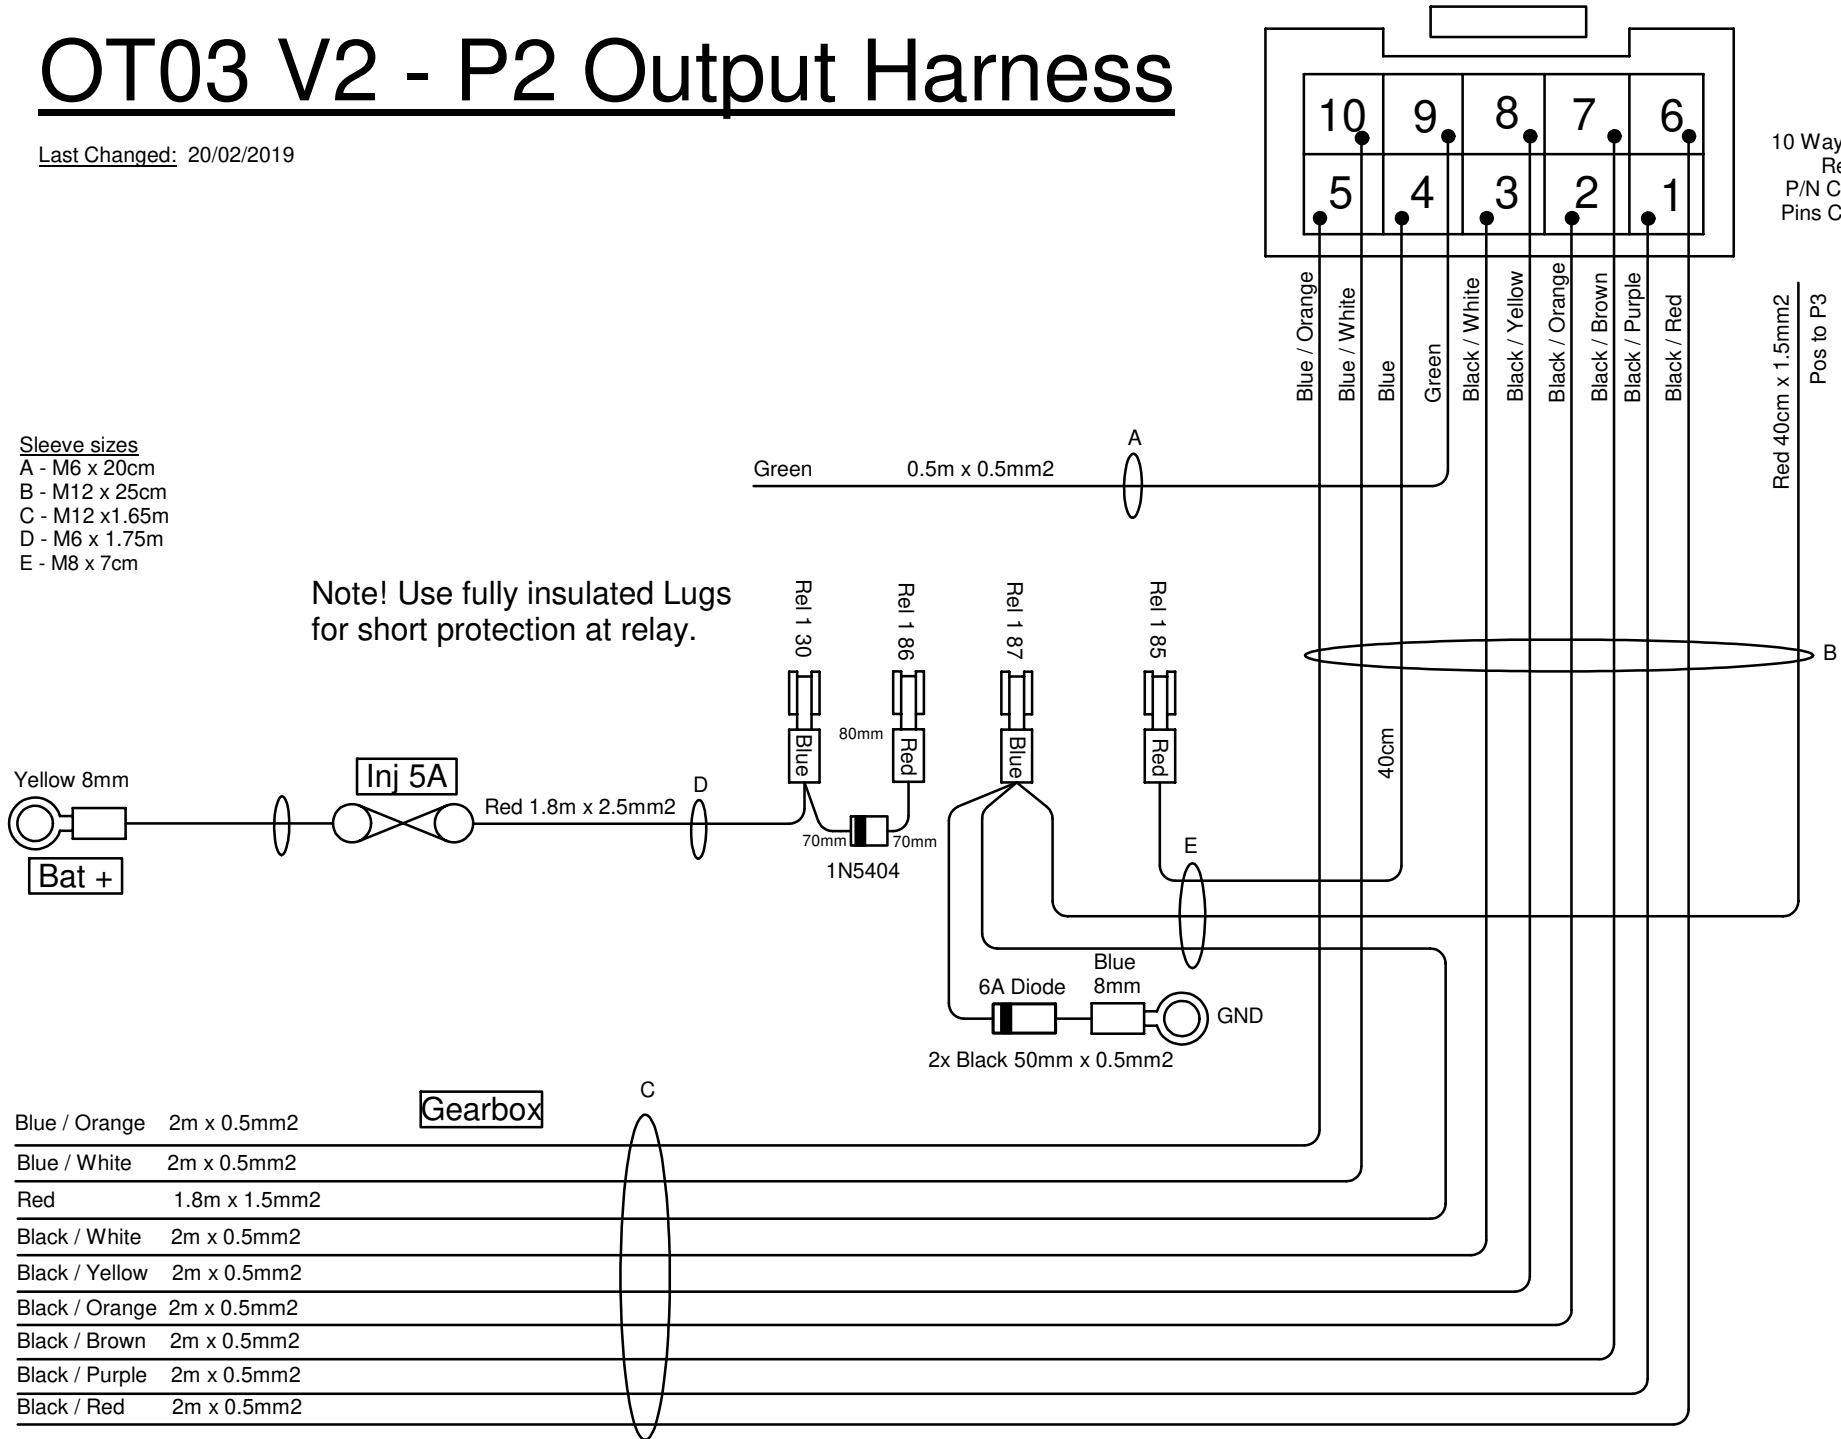 OT03 V2 - P2 Output Harness
Last Changed: 20/02/2019
10 9 8 7 6
5 4 3 2 1
10 Way
P/N
Pins
Blue / Orange
Blue / White
Blue
Green
Black / White
Black / Yellow
Black / Orange
Black / Brown
Black / Purple
Black / Red
Red 40cm x 1.5mm2
Pos to P3
Sleeve sizes
A - M6 x 20cm
B - M12 x 25cm
C - M12 x1.65m
D - M6 x 1.75m
E - M8 x 7cm
A
Green 0.5m x 0.5mm2
Note! Use fully insulated Lugs
for short protection at relay.
Rel 1 30
Rel 1 86
Rel 1 87
Rel 1 85
B
Blue
80mm
Red
Blue
Red
40cm
Yellow 8mm
Inj 5A
Red 1.8m x 2.5mm2
D
70mm
70mm
1N5404
Bat +
E
6A Diode
Blue
8mm
GND
2x Black 50mm x 0.5mm2
Gearbox
C
Blue / Orange 2m x 0.5mm2
Blue / White 2m x 0.5mm2
Red 1.8m x 1.5mm2
Black / White 2m x 0.5mm2
Black / Yellow 2m x 0.5mm2
Black / Orange 2m x 0.5mm2
Black / Brown 2m x 0.5mm2
Black / Purple 2m x 0.5mm2
Black / Red 2m x 0.5mm2